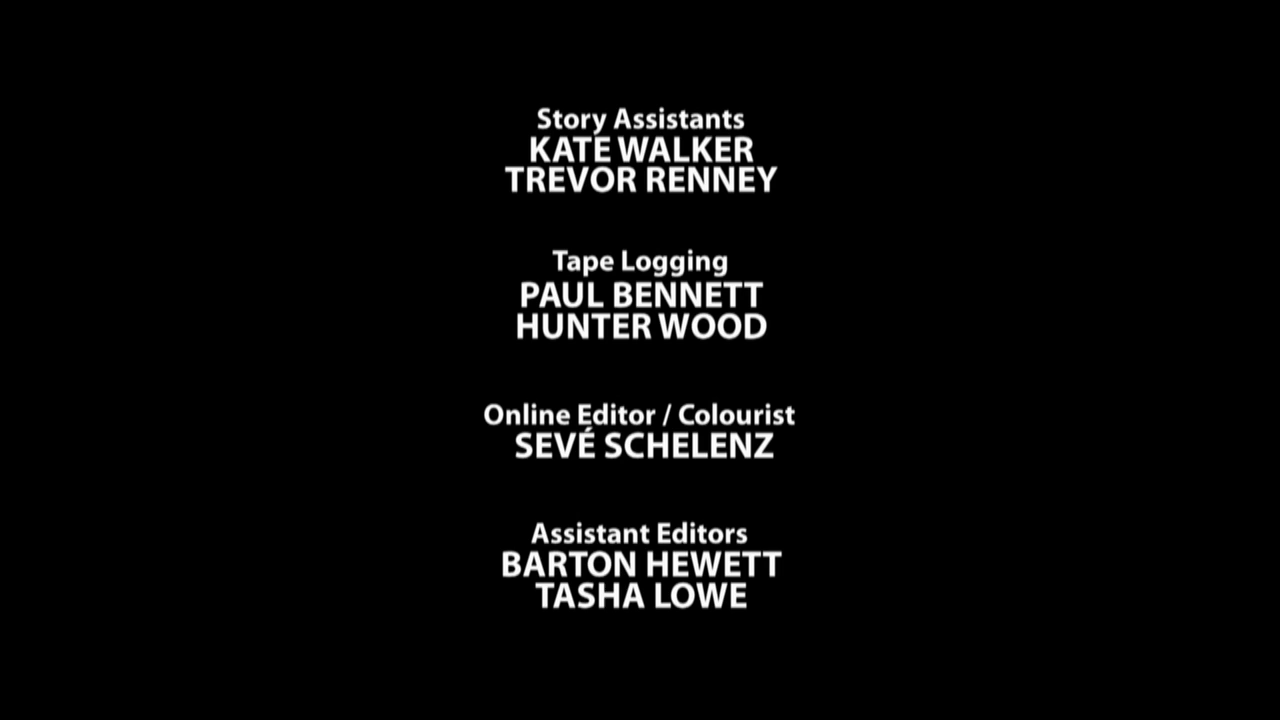 Story Assistants
KATE WALKER
TREVOR RENNEY
Tape Logging
PAUL BENNETT
HUNTER WOOD
Online Editor / Colourist
SEVÉ SCHELENZ
Assistant Editors
BARTON HEWETT
TASHA LOWE